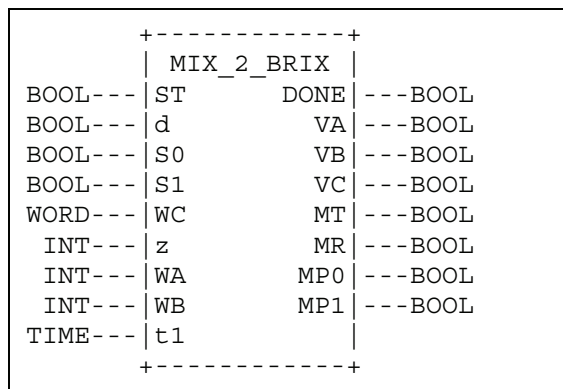 +------------+
| MIX_2_BRIX |
BOOL---|ST DONE|---BOOL
BOOL---|d VA|---BOOL
BOOL---|S0 VB|---BOOL
BOOL---|S1 VC|---BOOL
WORD---|WC MT|---BOOL
INT---|z MR|---BOOL
INT---|WA MP0|---BOOL
INT---|WB MP1|---BOOL
TIME---|t1 |
+------------+